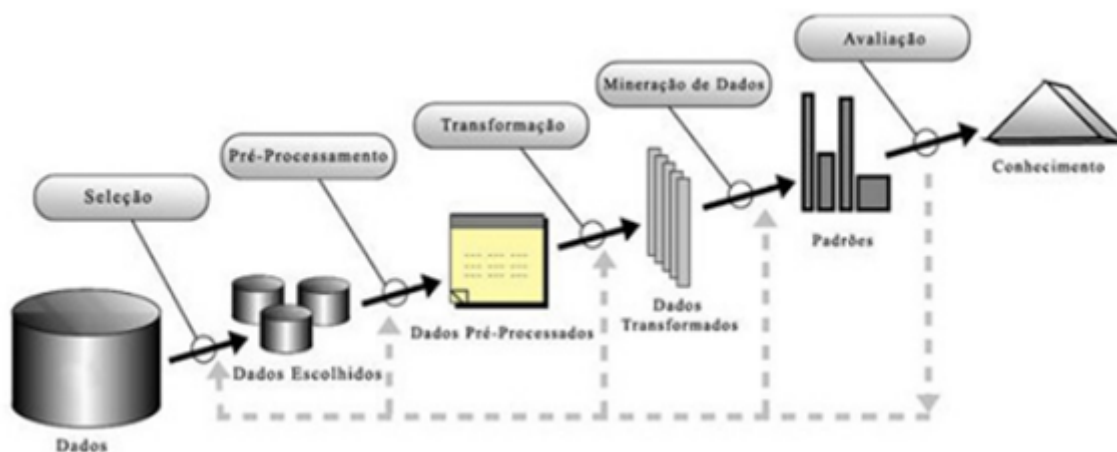 Avaliação
Mineração de Dados
Transformação
Pré-Processamento
Seleção
Conhecimento
Padrões
Dados
Transformados
Dados Pré-Processados
Dados Escolhidos
Dados